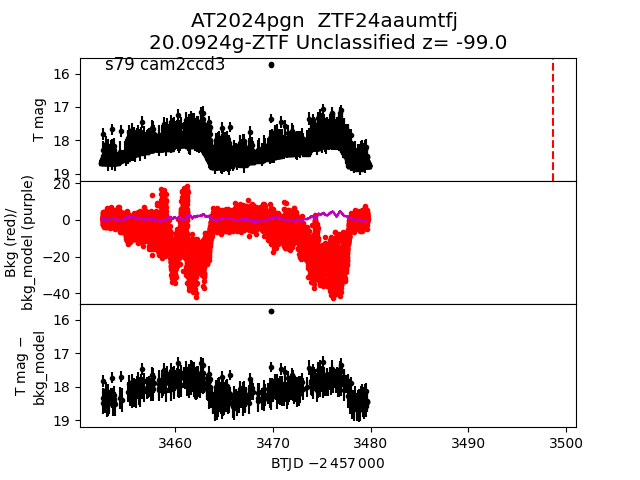 AT2024pgn  ZTF24aaumtfj
20.0924g-ZTF Unclassified z= -99.0
s79 cam2ccd3
16
17
18
19
T mag
20
0
−20
−40
Bkg (red)/
bkg_model (purple)
16
17
18
19
T mag −
bkg_model
3460
3470
3480
3490
3500
BTJD −2 457 000